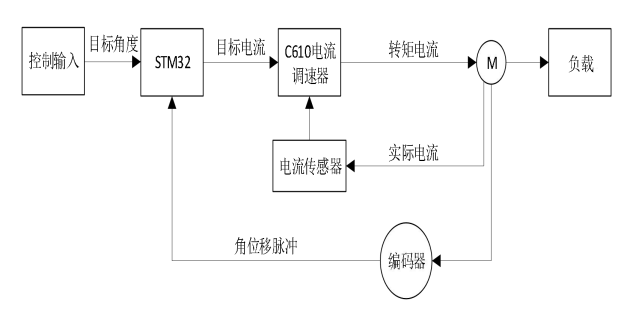 控制输入
目标角度
STM32
目标电流
C610电流
调速器
转矩电流
M
负载
电流传感器
实际电流
角位移脉冲
编码器